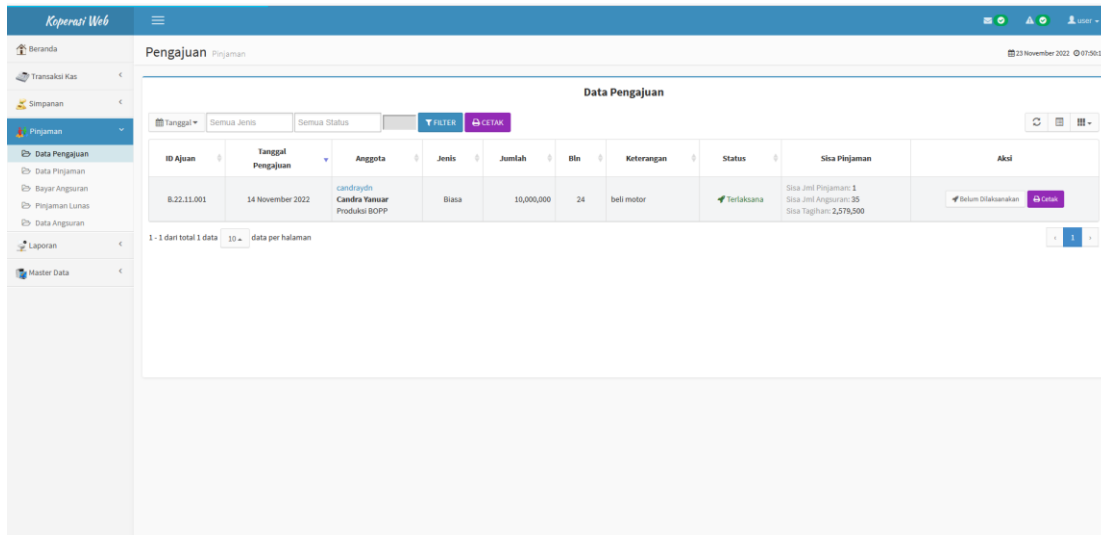 Koperasi Web
user
Beranda
Transaksi Kas
Simpanan
Pinjaman
Data Pengajuan
Data Pinjaman
Bayar Angsuran
Pinjaman Lunas
Data Angsuran
Laporan
Master Data
Pengajuan Pinjaman
23 November 2022 07:50:1
Data Pengajuan
Tanggal Semua Jenis Semua Status FILTER CETAK
ID Ajuan Tanggal Pengajuan Anggota Jenis Jumlah Bln Keterangan Status Sisa Pinjaman Aksi
B.22.11.001 14 November 2022
candraydn
Candra Yanuar
Produksi BOPP
Biasa 10,000,000 24 beli motor Terlaksana
Sisa Jml Pinjaman: 1
Sisa Jml Angsuran: 35
Sisa Tagihan: 2,579,500
Belum Dilaksanakan Cetak
1 - 1 dari total 1 data 10 data per halaman
‹ 1 ›